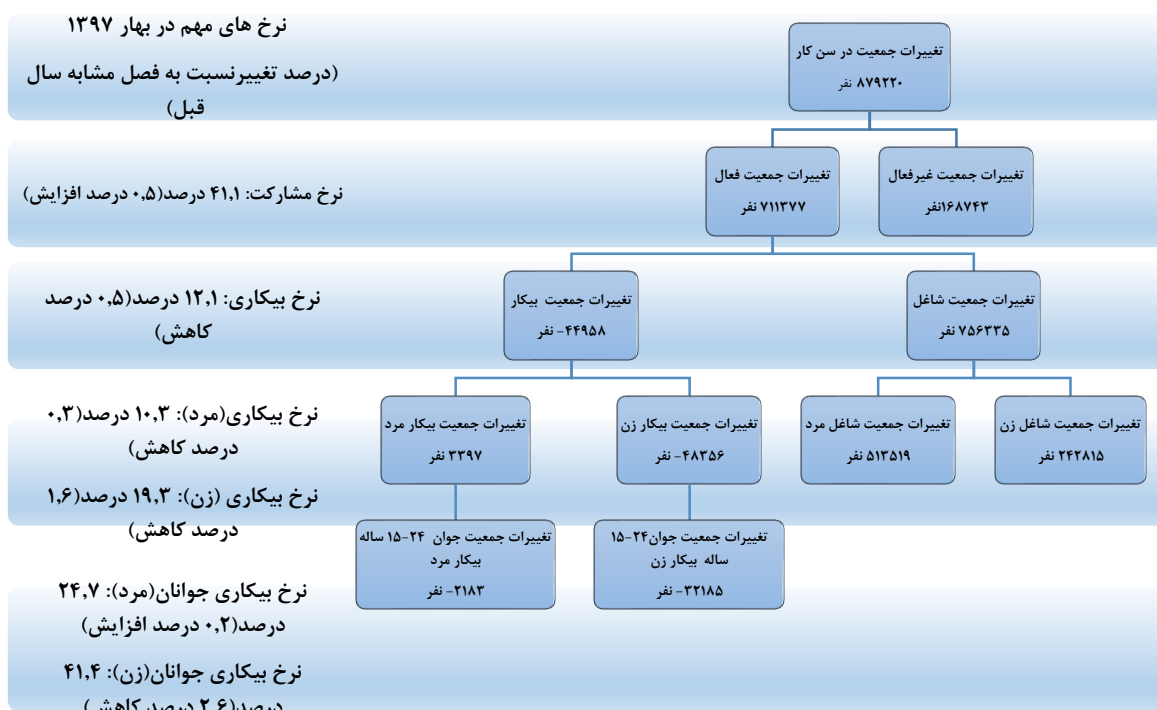 نرخ های مهم در بهار ۱۳۹۷
(درصد تغییرنسبت به فصل مشابه سال
قبل)
تغییرات جمعیت در سن کار
۸۷۹۲۲۰ نفر
نرخ مشارکت: ۴۱,۱ درصد(۰,۵ درصد افزایش)
تغییرات جمعیت غیرفعال
۱۶۸۷۴۳نفر
تغییرات جمعیت فعال
۷۱۱۳۷۷ نفر
نرخ بیکاری: ۱۲,۱ درصد(۰,۵ درصد
کاهش)
تغییرات جمعیت شاغل
۷۵۶۳۳۵ نفر
تغییرات جمعیت  بیکار
۴۴۹۵۸- نفر
نرخ بیکاری(مرد): ۱۰,۳ درصد(۰,۳
درصد کاهش)
نرخ بیکاری (زن): ۱۹,۳ درصد(۱,۶
درصد کاهش)
تغییرات جمعیت شاغل زن
۲۴۲۸۱۵ نفر
تغییرات جمعیت شاغل مرد
۵۱۳۵۱۹ نفر
تغییرات جمعیت بیکار زن
۴۸۳۵۶- نفر
تغییرات جمعیت بیکار مرد
۳۳۹۷ نفر
تغییرات جمعیت جوان۲۴-۱۵
ساله  بیکار زن
۳۲۱۸۵- نفر
تغییرات جمعیت جوان  ۲۴-۱۵ ساله
بیکار مرد
۲۱۸۳- نفر
نرخ بیکاری جوانان(مرد): ۲۴,۷
درصد(۰,۲ درصد افزایش)
نرخ بیکاری جوانان(زن): ۴۱,۴
درصد(۲,۶ درصد کاهش)